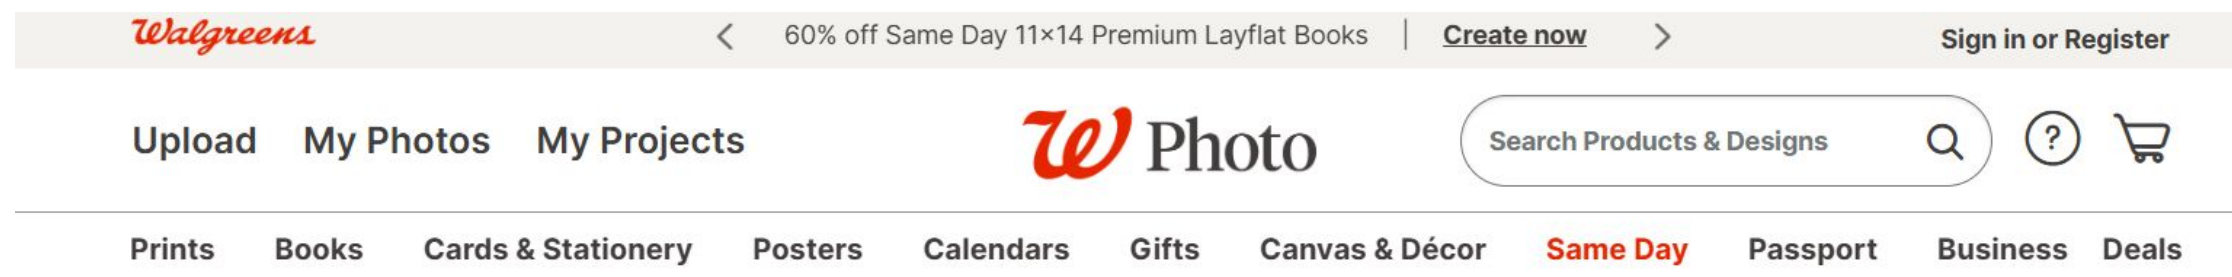 Walgreens 60% off Same Day 11×14 Premium Layflat Books | Create now Sign in or Register
Upload My Photos My Projects W Photo Search Products & Designs ?
Prints Books Cards & Stationery Posters Calendars Gifts Canvas & Décor Same Day Passport Business Deals